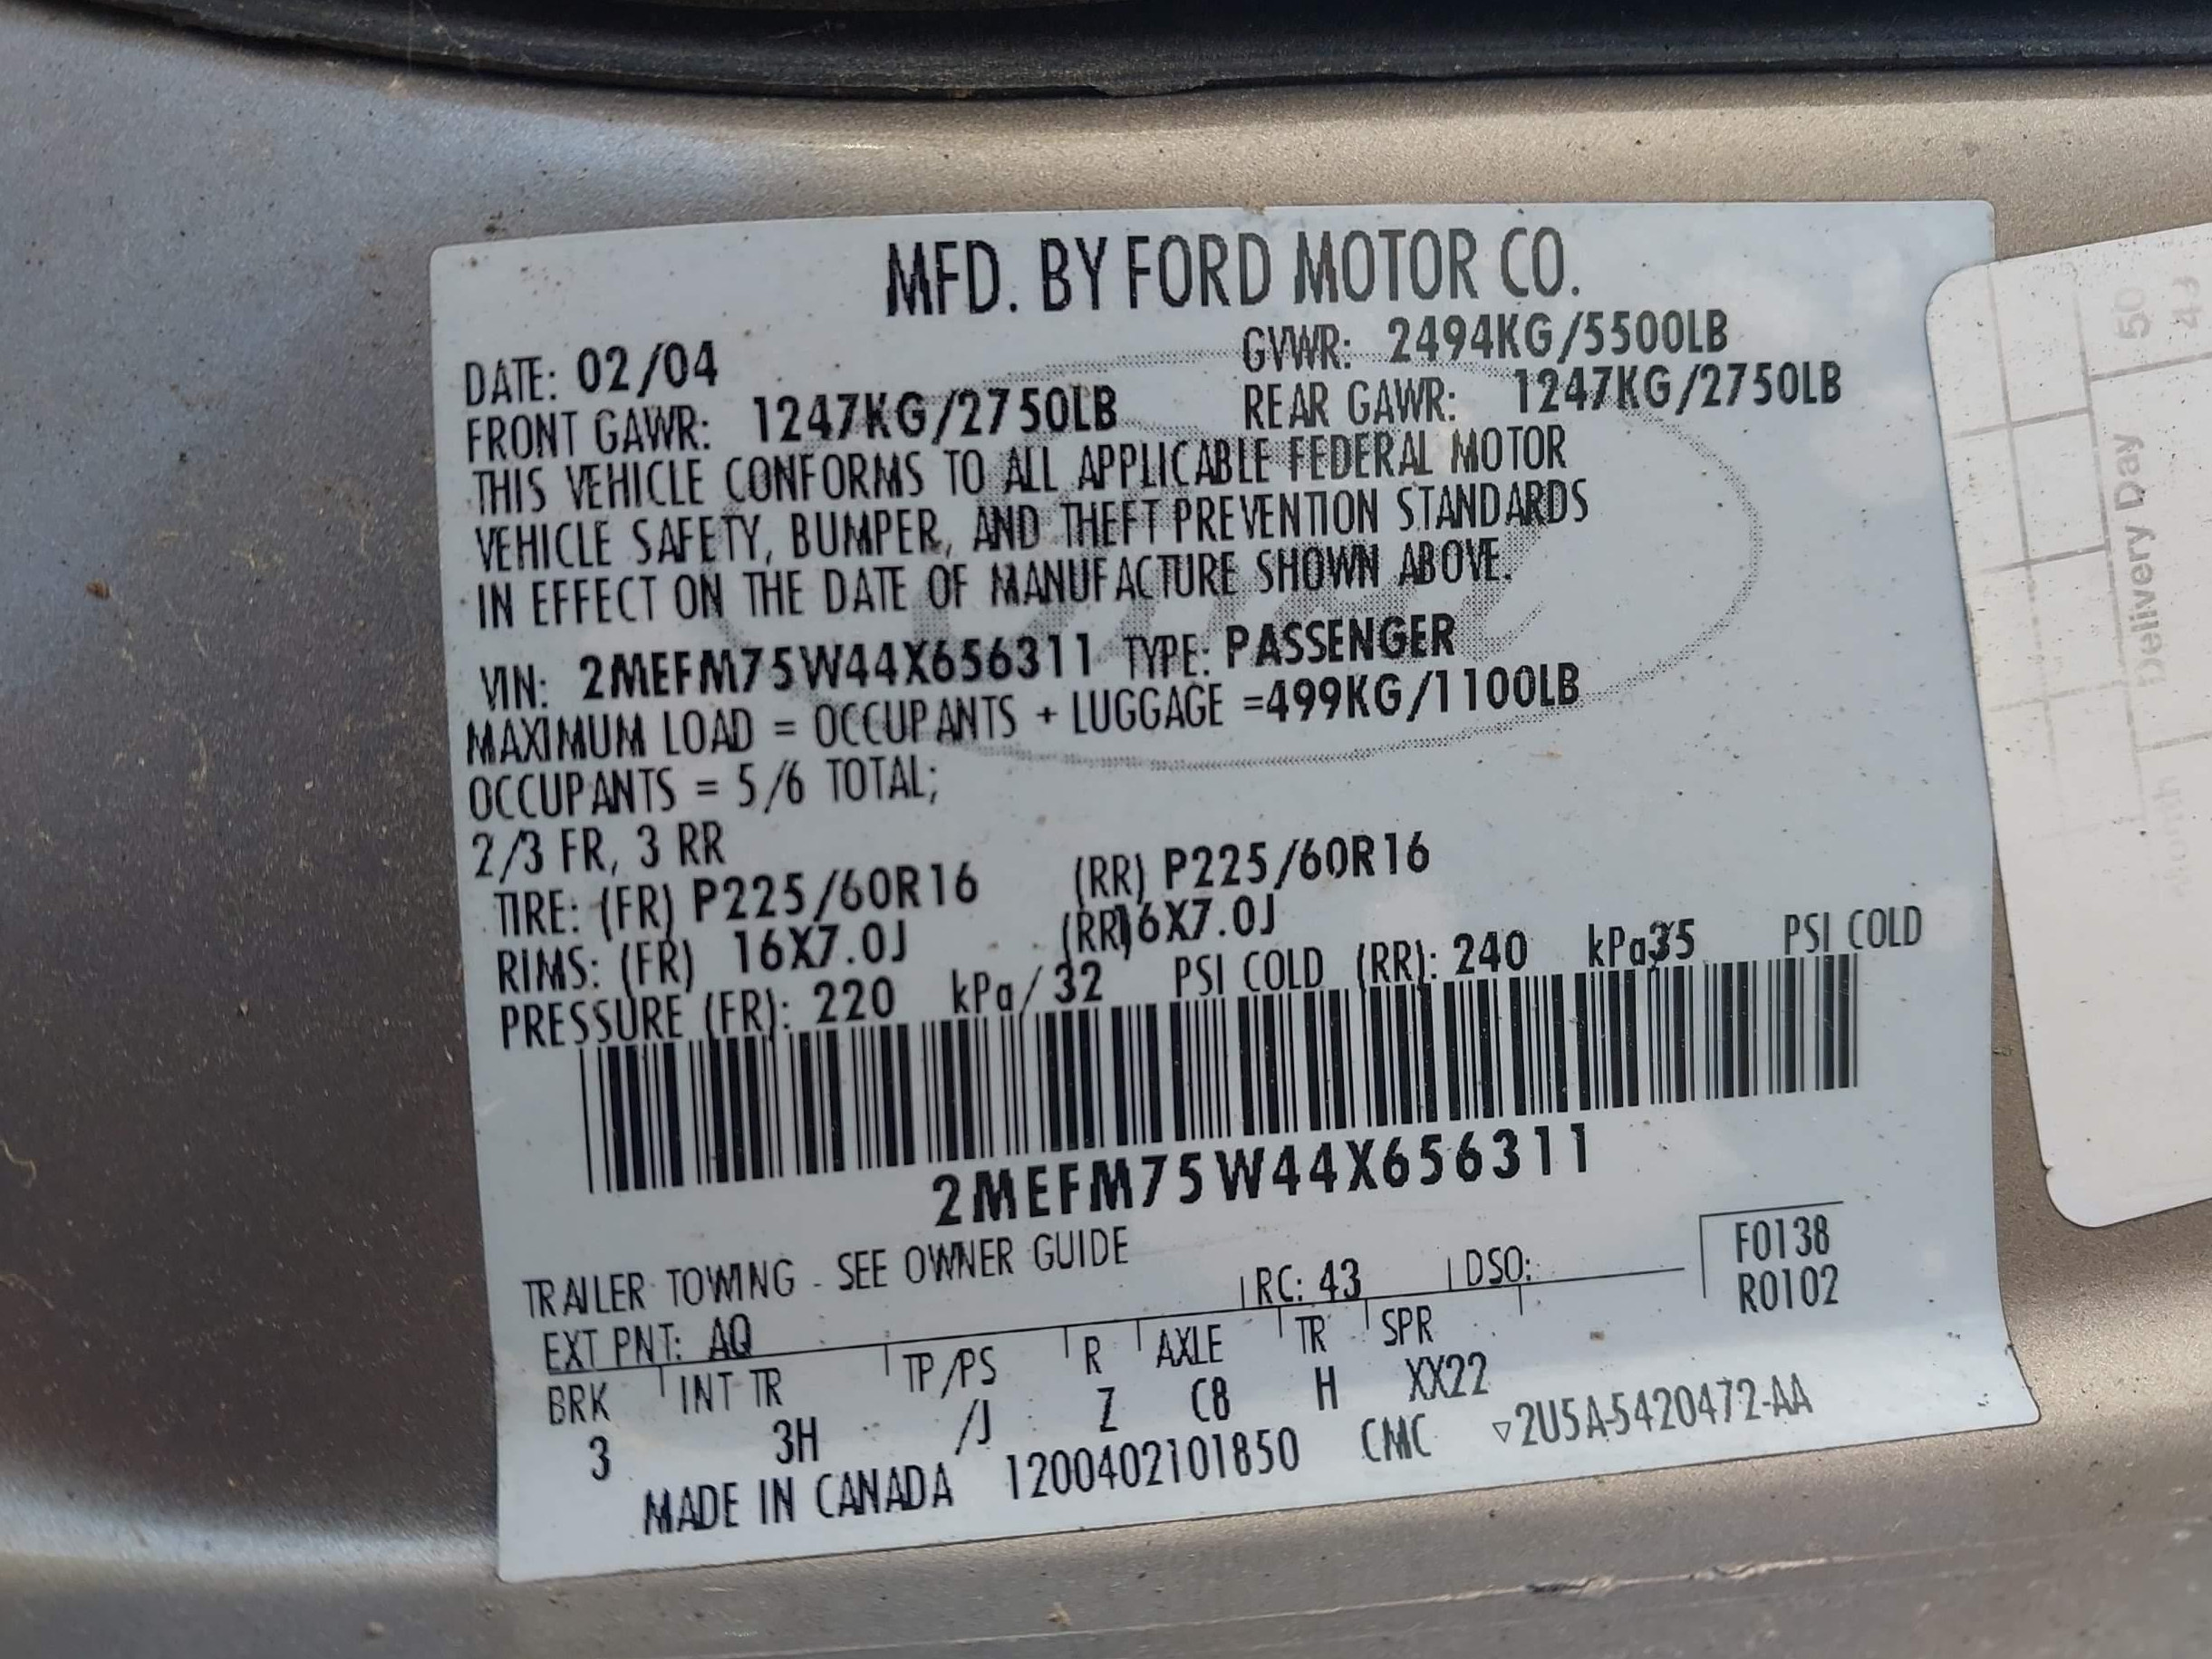 MFD. BY FORD MOTOR CO.
DATE: 02/04 GVWR: 2494KG/5500LB
FRONT GAWR: 1247KG/2750LB REAR GAWR: 1247KG/2750LB
THIS VEHICLE CONFORMS TO ALL APPLICABLE FEDERAL MOTOR
VEHICLE SAFETY, BUMPER, AND THEFT PREVENTION STANDARDS
IN EFFECT ON THE DATE OF MANUFACTURE SHOWN ABOVE.
VIN: 2MEFM75W44X656311 TYPE: PASSENGER
MAXIMUM LOAD = OCCUPANTS + LUGGAGE =499KG/1100LB
OCCUPANTS = 5/6 TOTAL;
2/3 FR, 3 RR
TIRE: (FR) P225/60R16 (RR) P225/60R16
RIMS: (FR) 16X7.0J (RR)16X7.0J
PRESSURE (FR): 220 kPa/ 32 PSI COLD (RR): 240 kPa/35 PSI COLD
2MEFM75W44X656311
TRAILER TOWING - SEE OWNER GUIDE
F0138
R0102
EXT PNT: AQ RC: 43 DSO:
BRK INT TR TP/PS R AXLE TR SPR
3 3H /J Z C8 H XX22
MADE IN CANADA 1200402101850 CMC ▿2U5A-5420472-AA
Delivery Day
50
43
Month